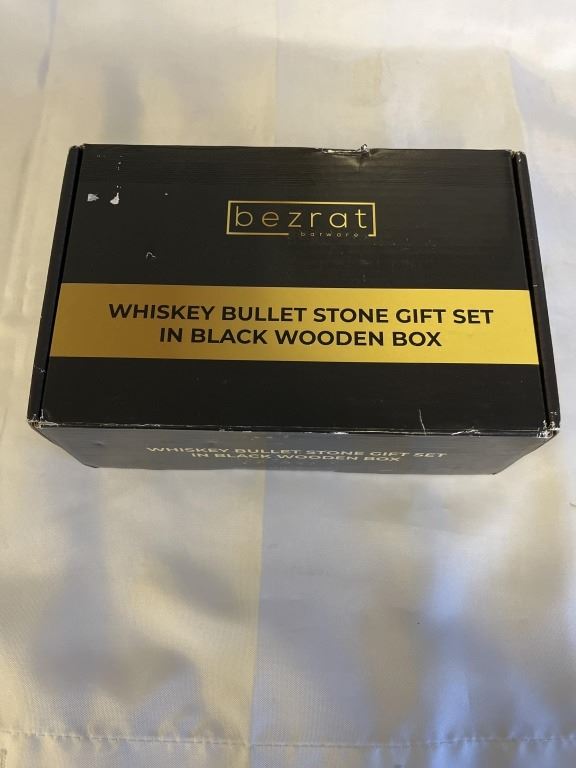 bezrat
barware
WHISKEY BULLET STONE GIFT SET
IN BLACK WOODEN BOX
WHISKEY BULLET STONE GIFT SET
IN BLACK WOODEN BOX